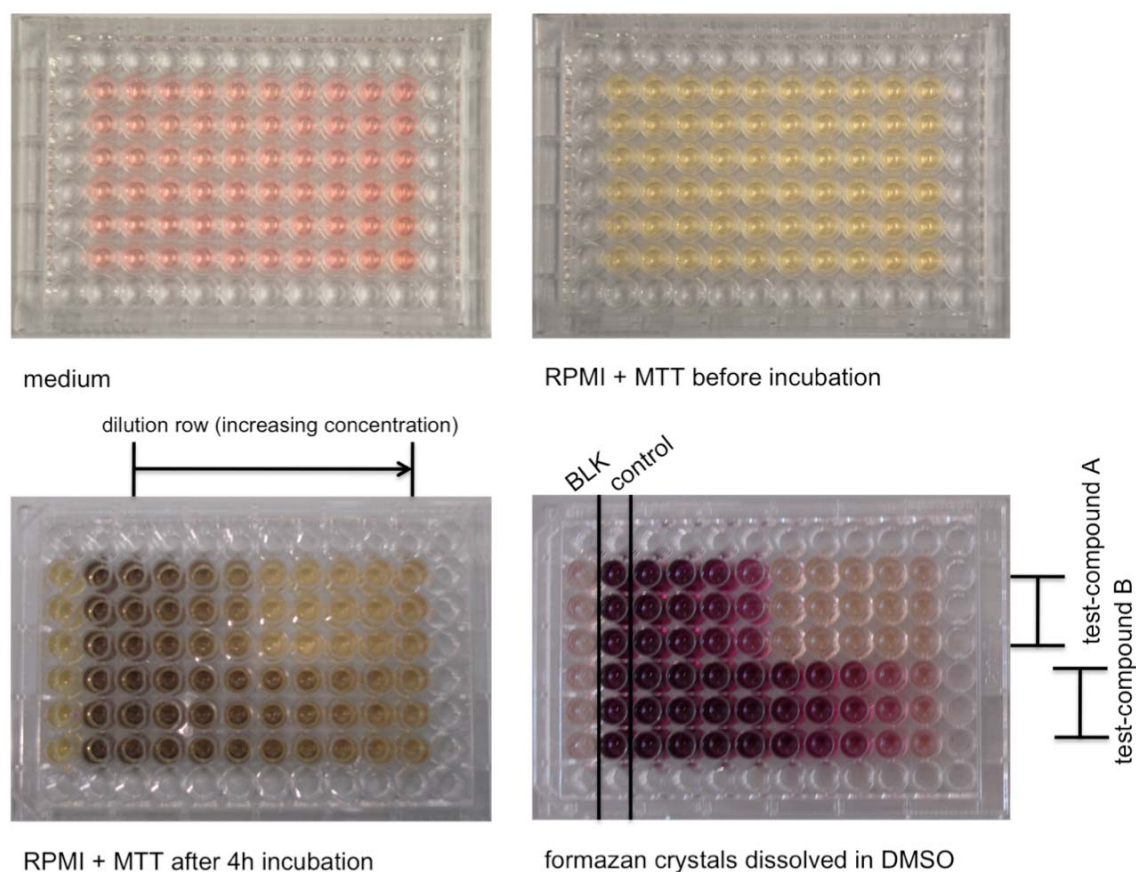 medium
RPMI + MTT before incubation
dilution row (increasing concentration)
BLK
control
test-compound A
test-compound B
RPMI + MTT after 4h incubation
formazan crystals dissolved in DMSO